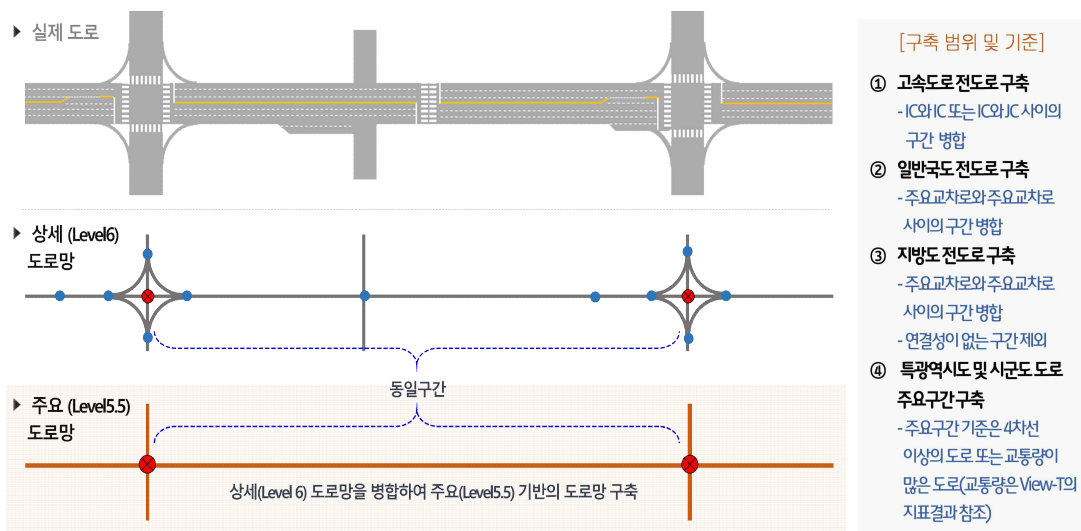 실제 도로
상세 (Level6)
도로망
동일구간
주요 (Level5.5)
도로망
상세(Level 6) 도로망을 병합하여 주요(Level5.5) 기반의 도로망 구축
[구축 범위 및 기준]
① 고속도로 전도로 구축
- IC와 IC 또는 IC와 JC 사이의
구간 병합
② 일반국도 전도로 구축
- 주요교차로와 주요교차로
사이의 구간 병합
③ 지방도 전도로 구축
- 주요교차로와 주요교차로
사이의 구간 병합
- 연결성이 없는 구간 제외
④ 특광역시도 및 시군도 도로
주요구간 구축
- 주요구간 기준은 4차선
이상의 도로 또는 교통량이
많은 도로(교통량은 View-T의
지표결과 참조)